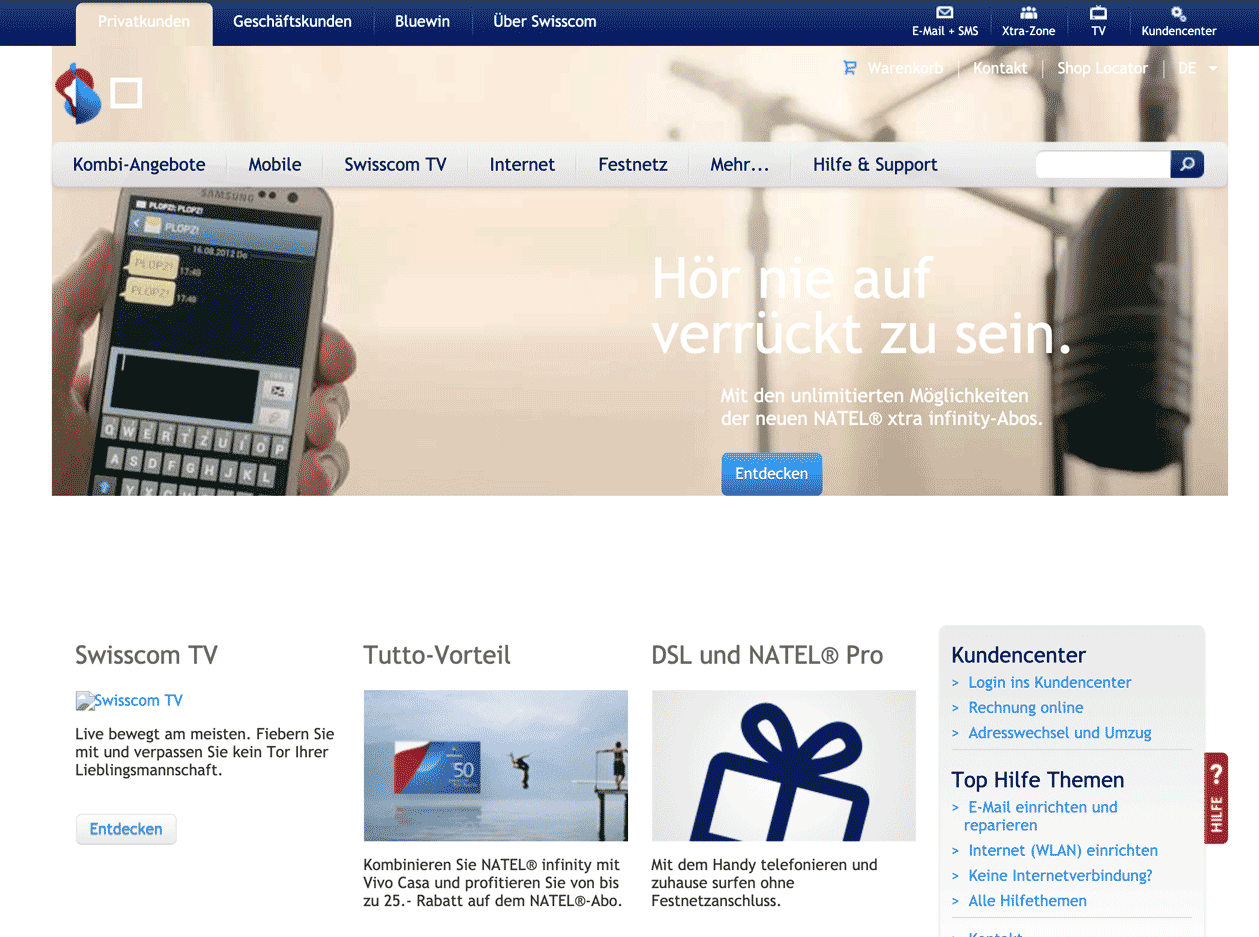 Privatkunden
Geschäftskunden
Bluewin
Über Swisscom
E-Mail + SMS
Xtra-Zone
TV
Kundencenter
Warenkorb
Kontakt
Shop Locator
DE
Kombi-Angebote
Mobile
Swisscom TV
Internet
Festnetz
Mehr...
Hilfe & Support
SAMSUNG
PLOPZ!: PLOPZ!
PLOPZ!
16.08.2012 Do
PLOPZ! 17:49
PLOPZ! 17:49
Q W E R T Z U I O P
A S D F G H J K L
Y X C V B N
Hör nie auf
verrückt zu sein.
Mit den unlimitierten Möglichkeiten
der neuen NATEL® xtra infinity-Abos.
Entdecken
Swisscom TV
Swisscom TV
Live bewegt am meisten. Fiebern Sie
mit und verpassen Sie kein Tor Ihrer
Lieblingsmannschaft.
Entdecken
Tutto-Vorteil
50
Kombinieren Sie NATEL® infinity mit
Vivo Casa und profitieren Sie von bis
zu 25.- Rabatt auf dem NATEL®-Abo.
DSL und NATEL® Pro
Mit dem Handy telefonieren und
zuhause surfen ohne
Festnetzanschluss.
Kundencenter
> Login ins Kundencenter
> Rechnung online
> Adresswechsel und Umzug
Top Hilfe Themen
> E-Mail einrichten und
reparieren
> Internet (WLAN) einrichten
> Keine Internetverbindung?
> Alle Hilfethemen
> Kontakt
HILFE ?